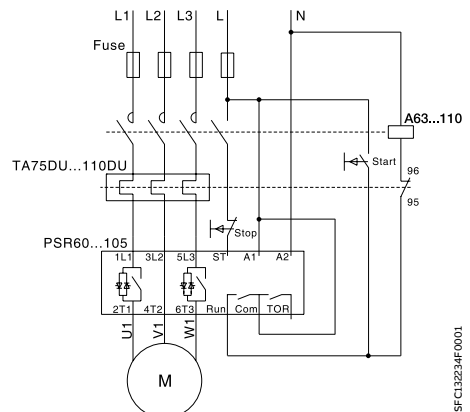 L1 L2 L3 L N
Fuse
A63...110
TA75DU...110DU
Start
96
95
Stop
PSR60...105
1L1 3L2 5L3 ST A1 A2
2T1 4T2 6T3 Run Com TOR
U1 V1 W1
M
SFC132234F0001